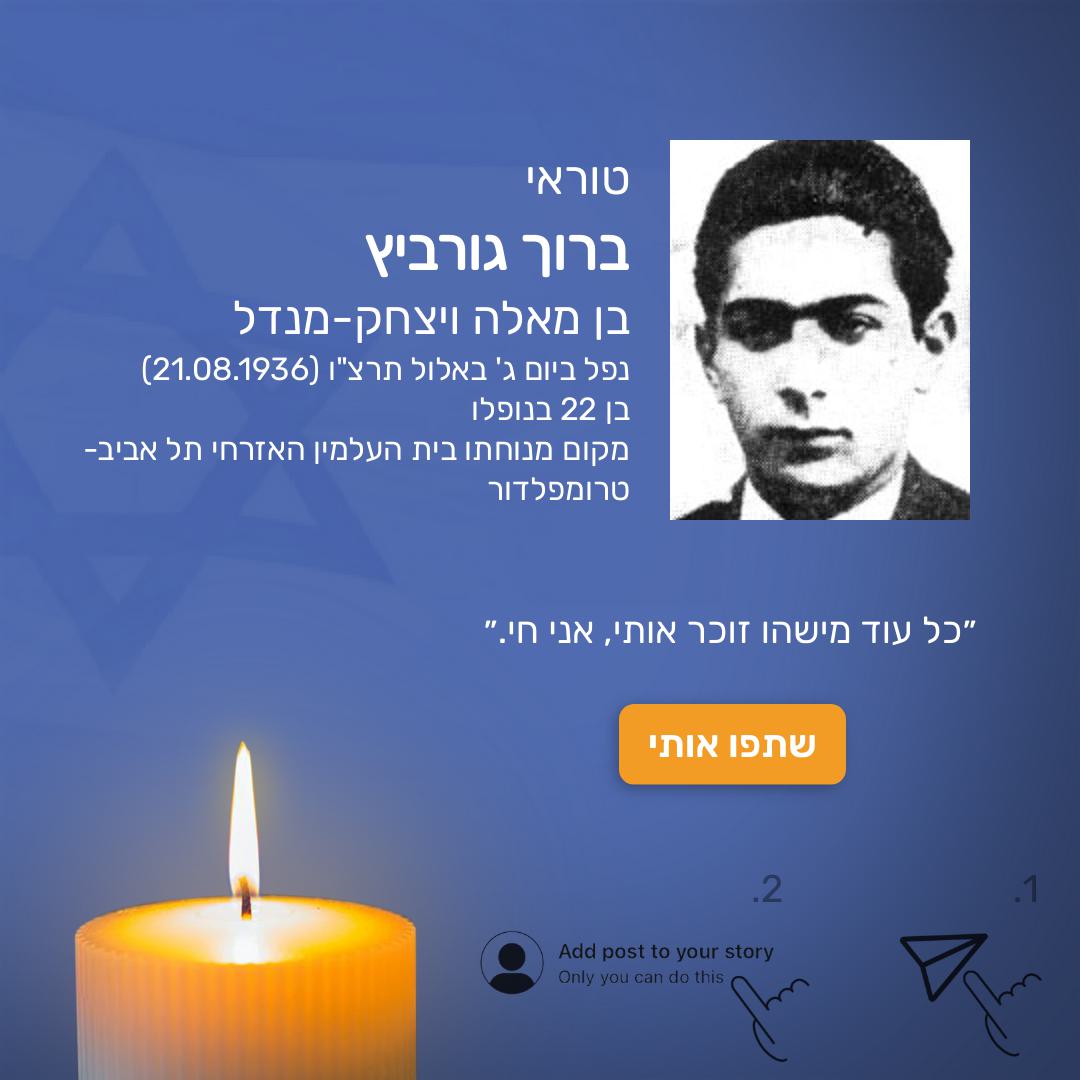 טוראי
ברוך גורביץ
בן מאלה ויצחק-מנדל
נפל ביום ג' באלול תרצ"ו (21.08.1936)
בן 22 בנופלו
מקום מנוחתו בית העלמין האזרחי תל אביב-
טרומפלדור
״כל עוד מישהו זוכר אותי, אני חי.״
שתפו אותי
.1
.2
Add post to your story
Only you can do this